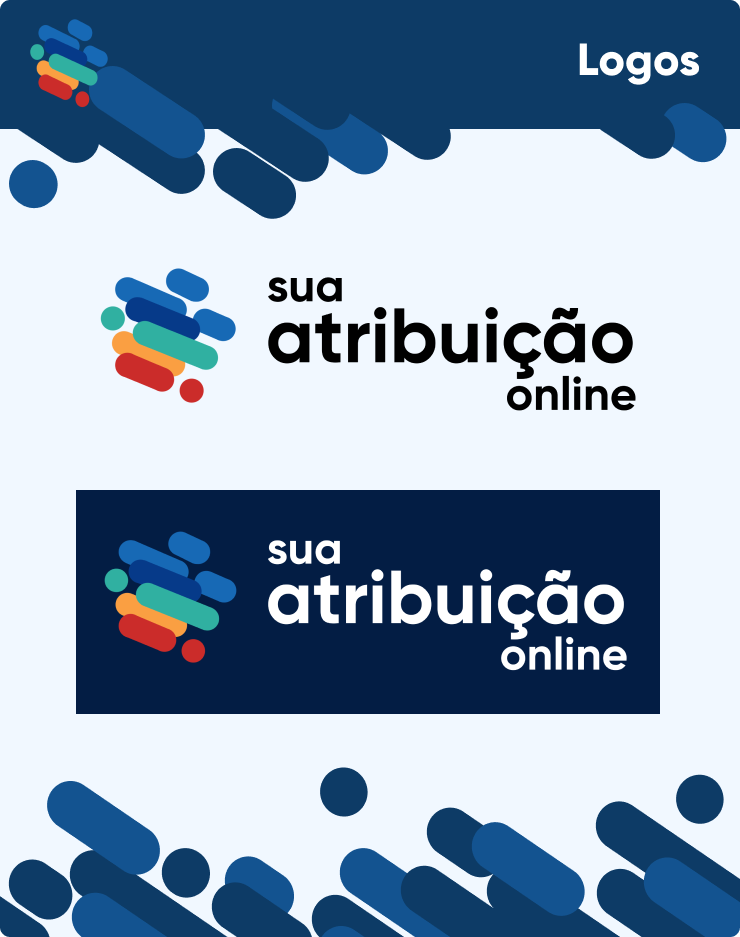 Logos
sua
atribuição
online
sua
atribuição
online